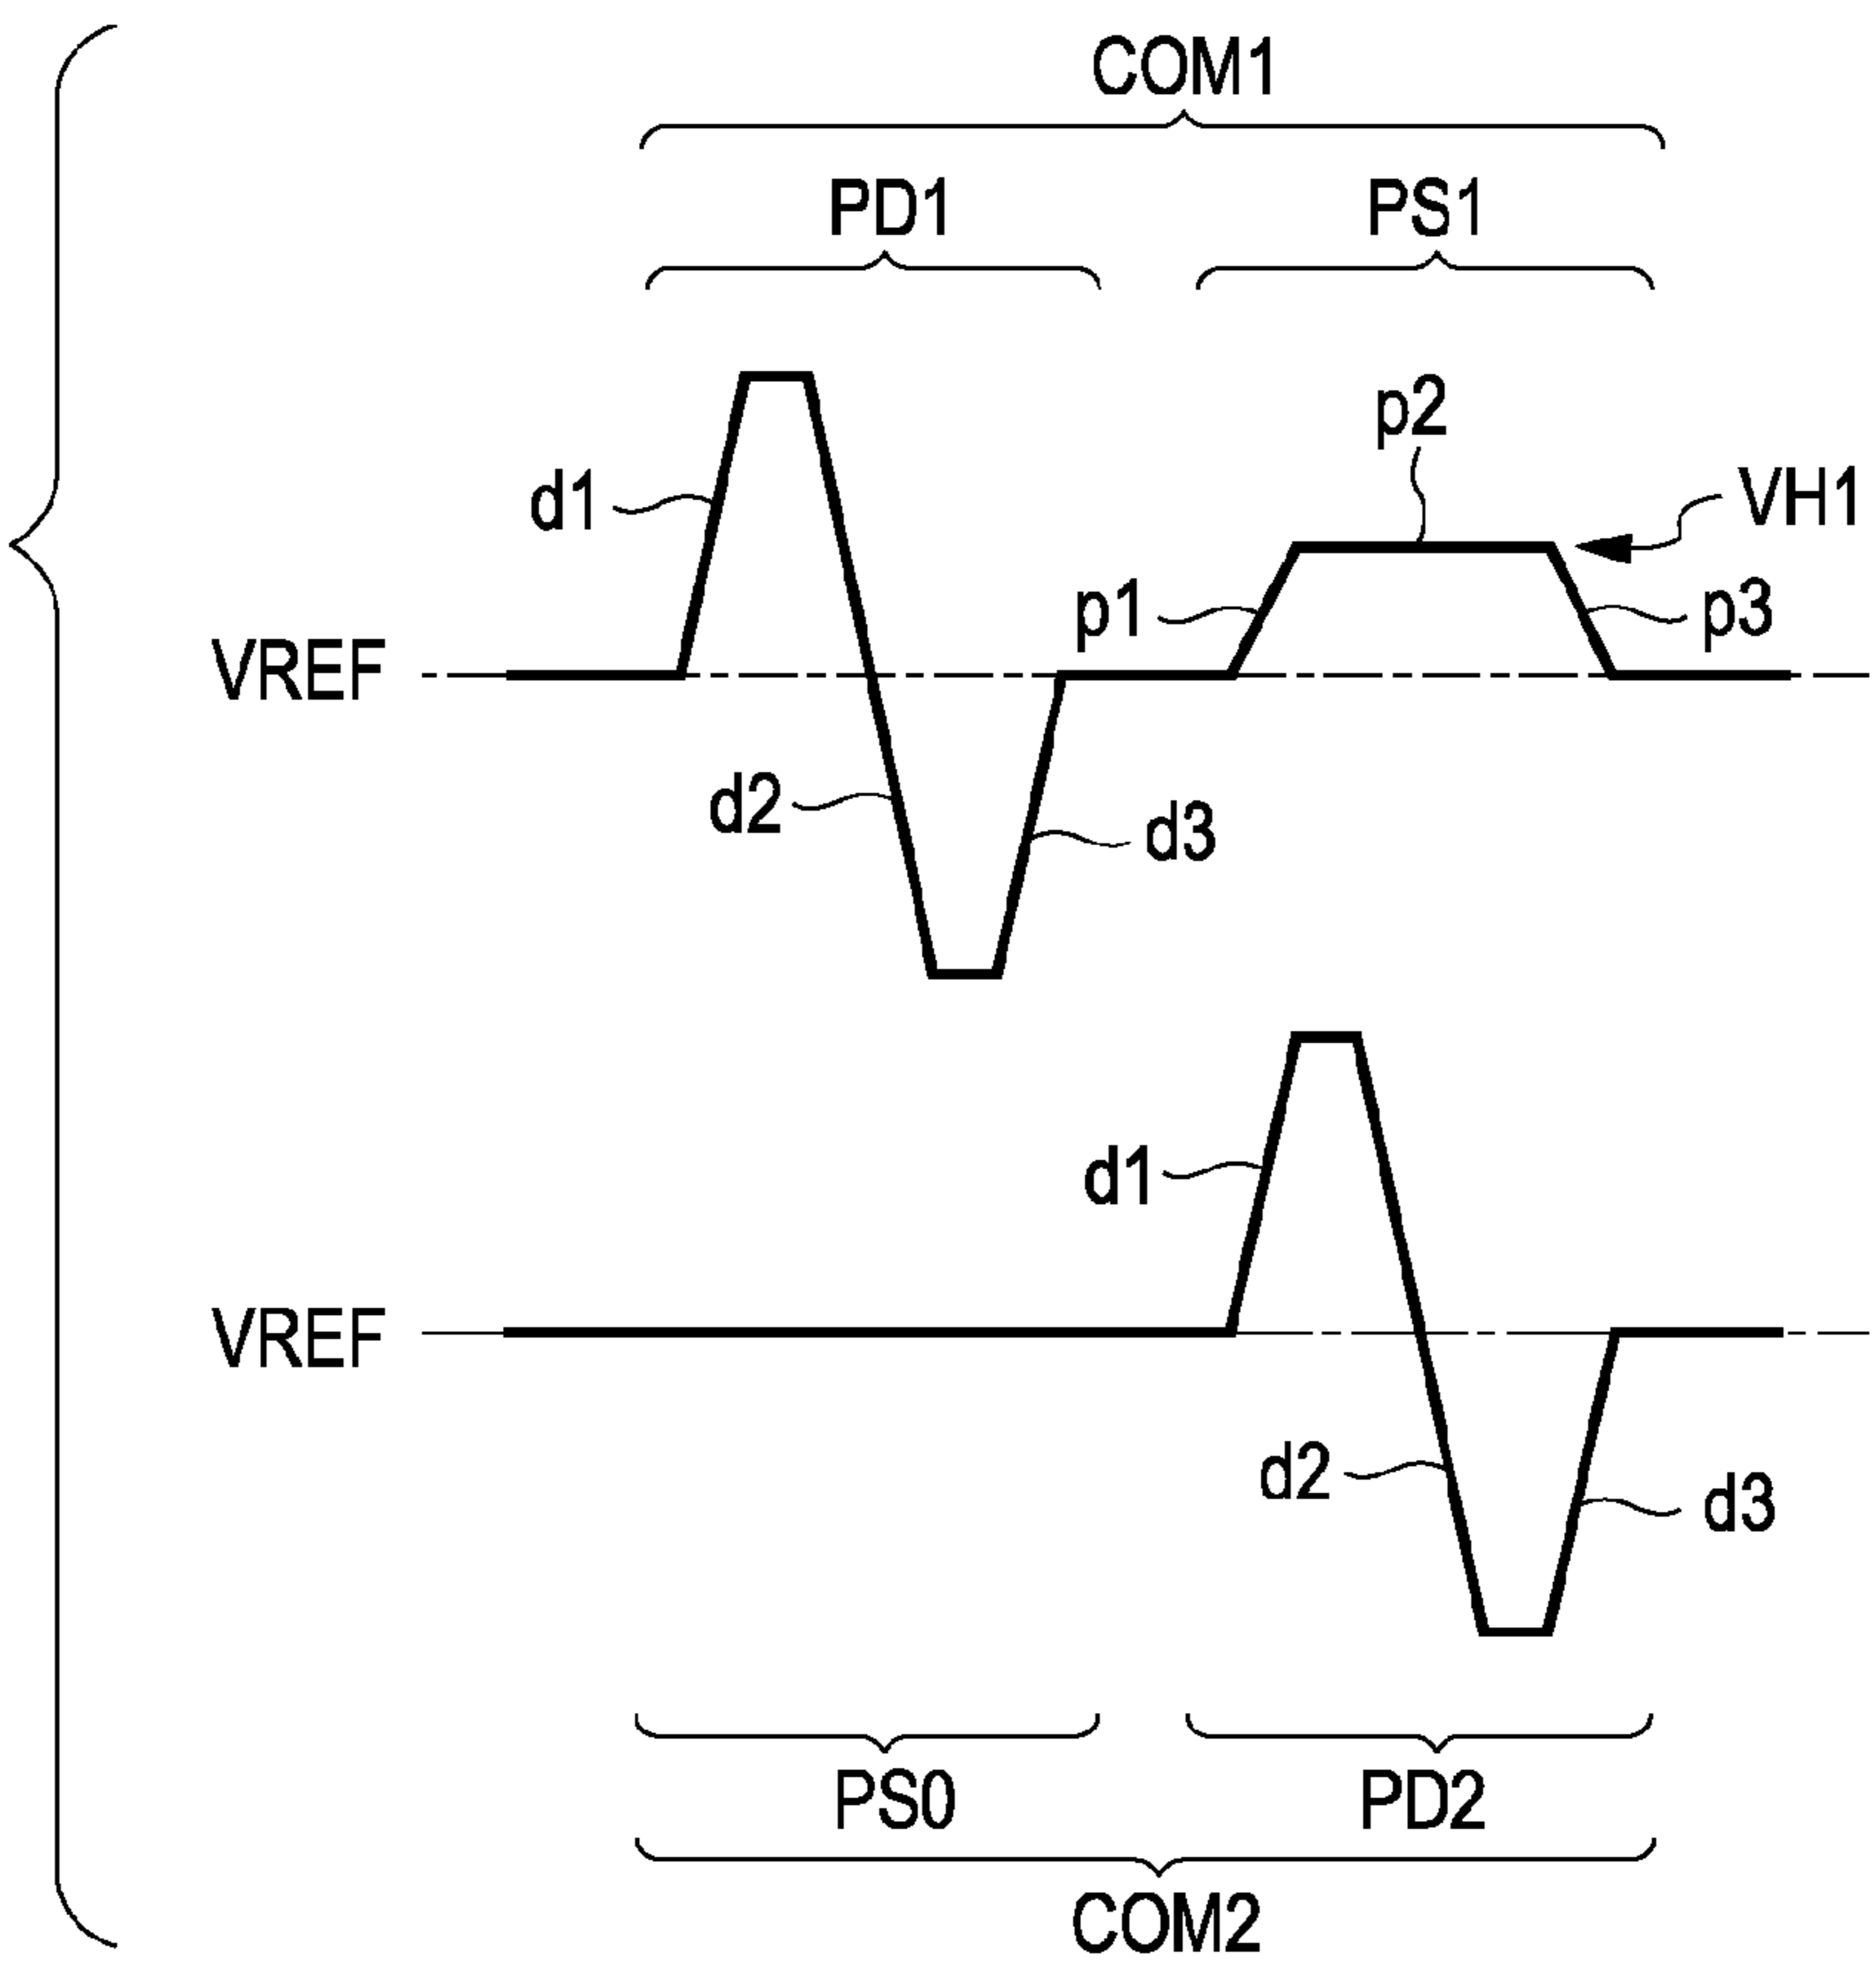 COM1
PD1
PS1
p2
d1
VH1
p1
p3
VREF
d2
d3
d1
VREF
d2
d3
PS0
PD2
COM2